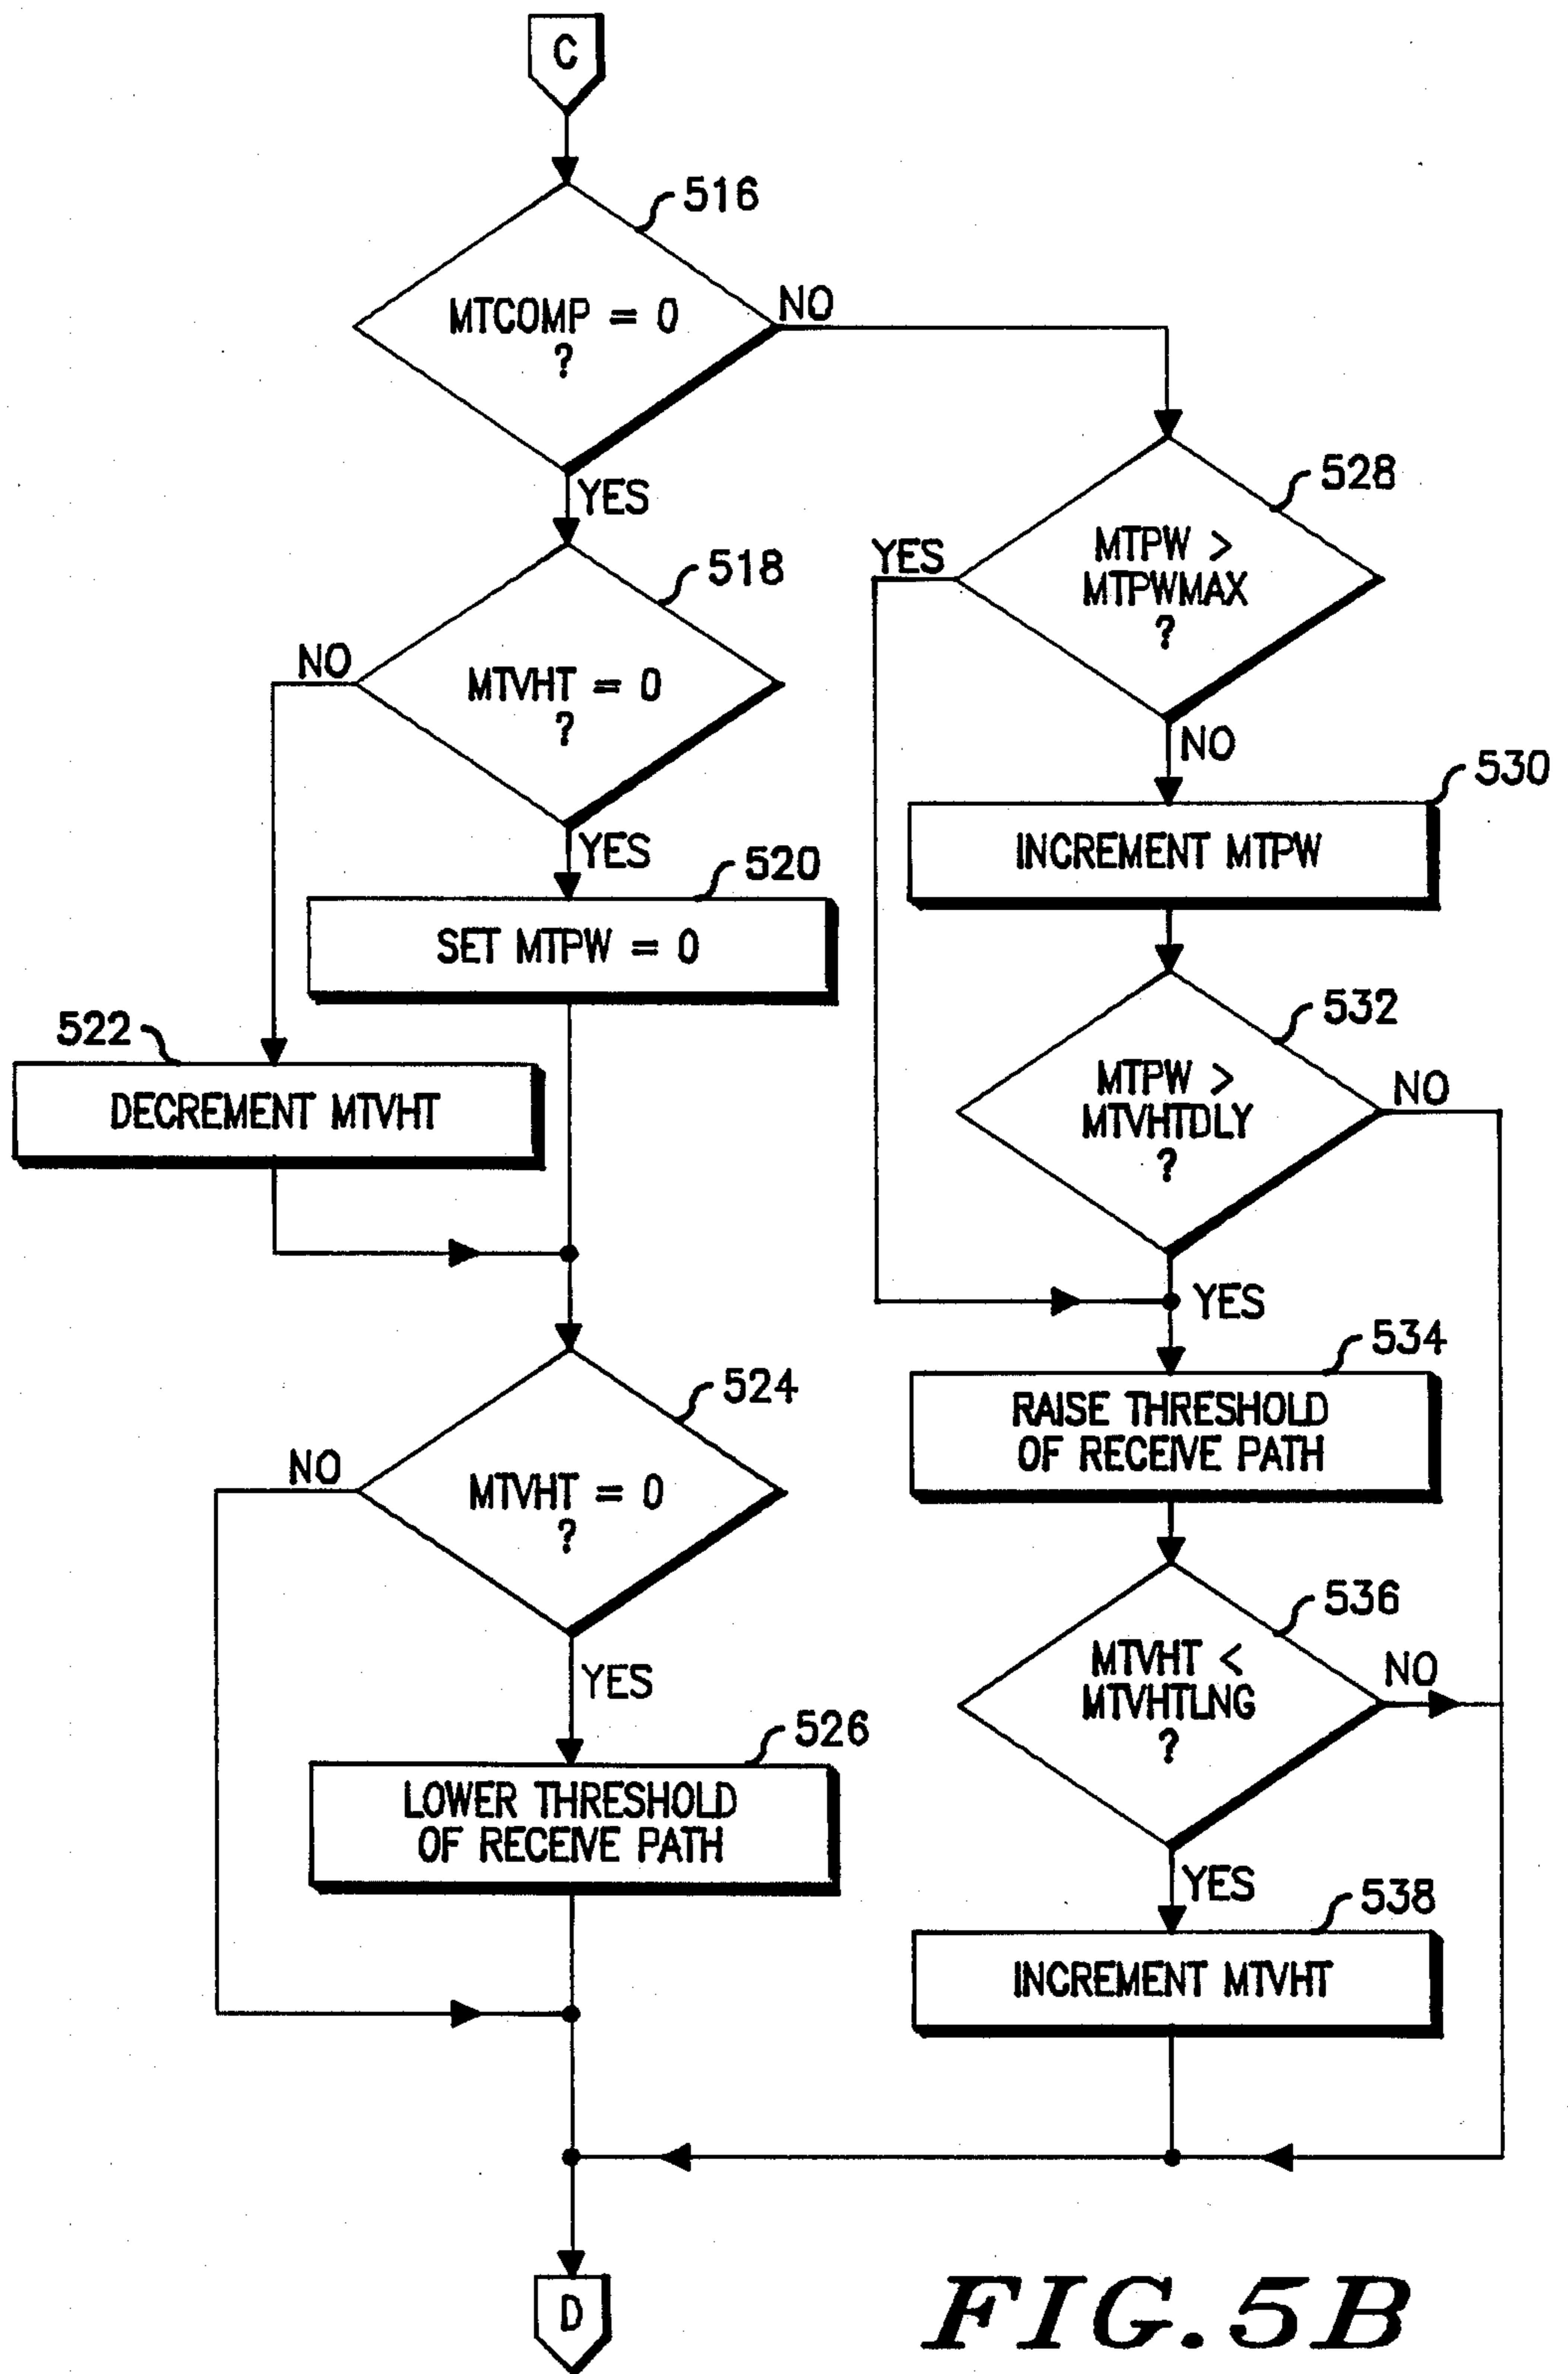 C
516
MTCOMP = 0
?
NO
YES
528
MTPW >
MTPWMAX
?
YES
NO
518
MTVHT = 0
?
NO
YES
530
INCREMENT MTPW
520
SET MTPW = 0
522
DECREMENT MTVHT
532
MTPW >
MTVHTDLY
?
NO
YES
534
RAISE THRESHOLD
OF RECEIVE PATH
524
MTVHT = 0
?
NO
YES
536
MTVHT <
MTVHTLNG
?
NO
YES
526
LOWER THRESHOLD
OF RECEIVE PATH
538
INCREMENT MTVHT
D
FIG.5B